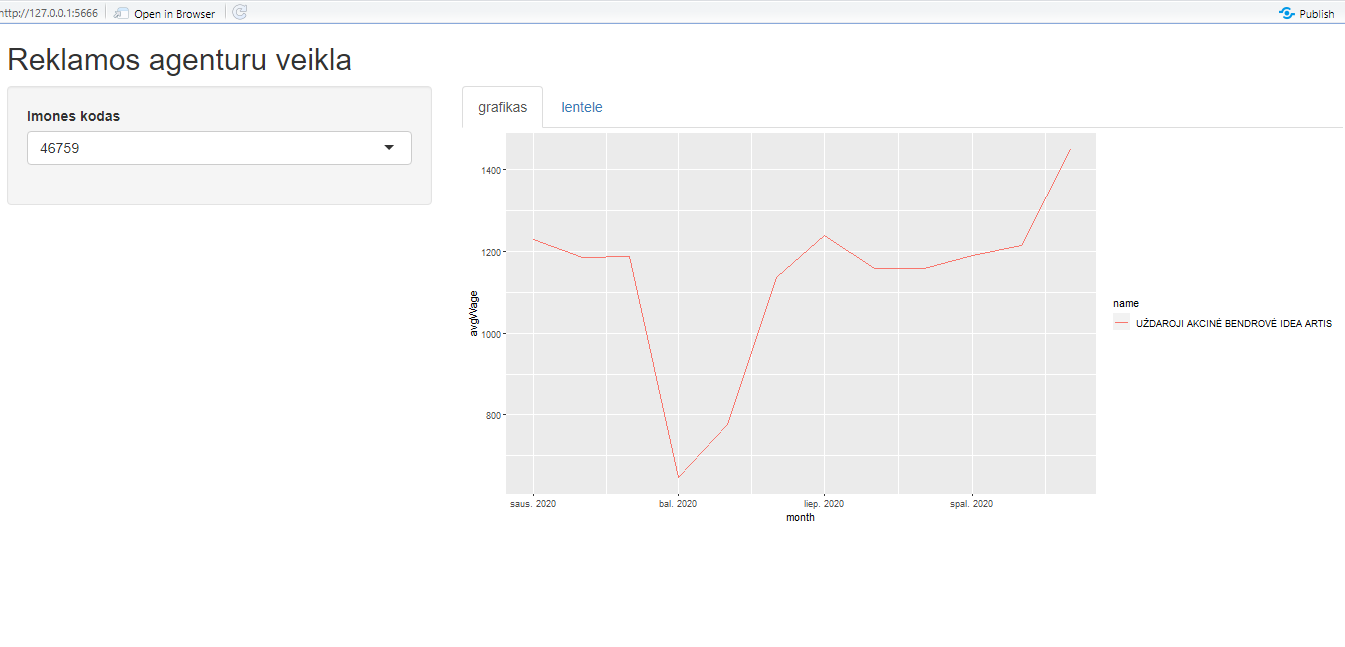 http://127.0.0.1:5666 Open in Browser Publish
Reklamos agenturu veikla
Imones kodas
46759
grafikas lentele
1400
1200
1000
800
avgWage
saus. 2020 bal. 2020 liep. 2020 spal. 2020
month
name
UŽDAROJI AKCINĖ BENDROVĖ IDEA ARTIS